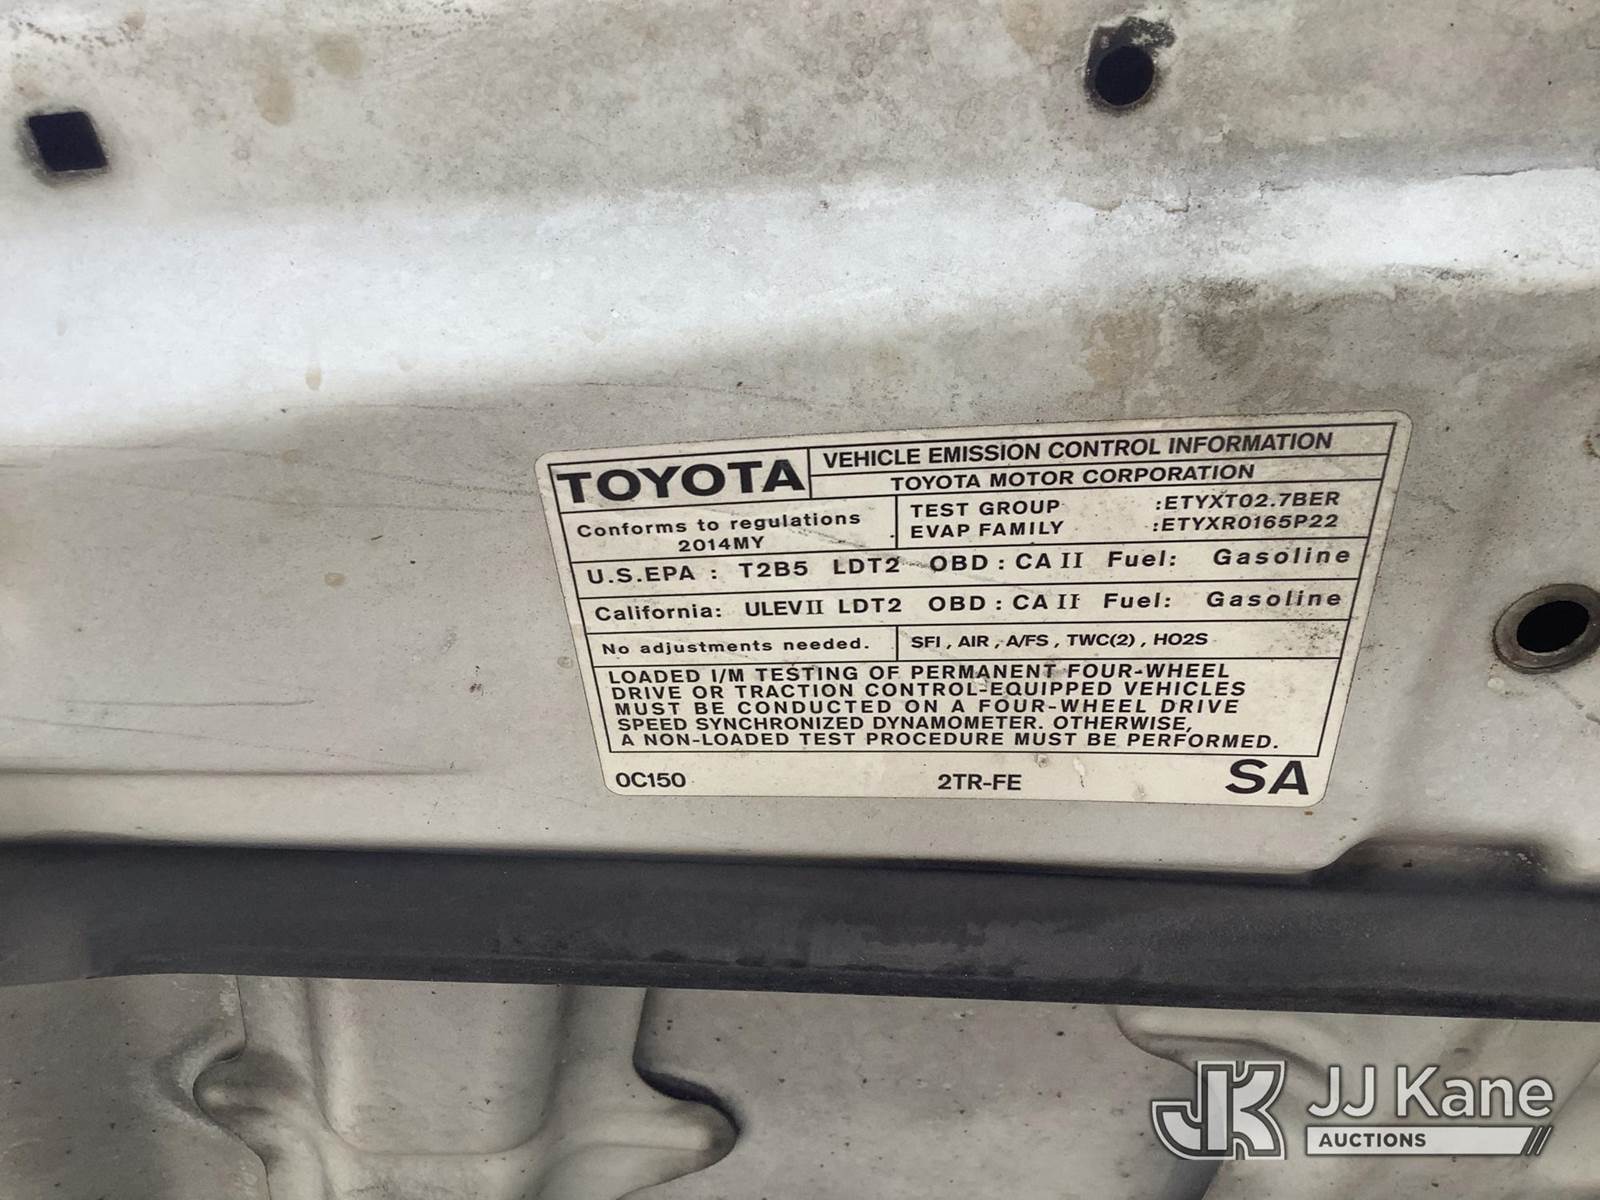 TOYOTA
VEHICLE EMISSION CONTROL INFORMATION
TOYOTA MOTOR CORPORATION
Conforms to regulations
2014MY
TEST GROUP :ETYXT02.7BER
EVAP FAMILY :ETYXR0165P22
U.S.EPA : T2B5 LDT2 OBD : CA II Fuel: Gasoline
California: ULEV II LDT2 OBD : CA II Fuel: Gasoline
No adjustments needed.
SFI , AIR , A/FS , TWC(2) , HO2S
LOADED I/M TESTING OF PERMANENT FOUR-WHEEL
DRIVE OR TRACTION CONTROL-EQUIPPED VEHICLES
MUST BE CONDUCTED ON A FOUR-WHEEL DRIVE
SPEED SYNCHRONIZED DYNAMOMETER. OTHERWISE,
A NON-LOADED TEST PROCEDURE MUST BE PERFORMED.
0C150 2TR-FE SA
JK JJ Kane
AUCTIONS